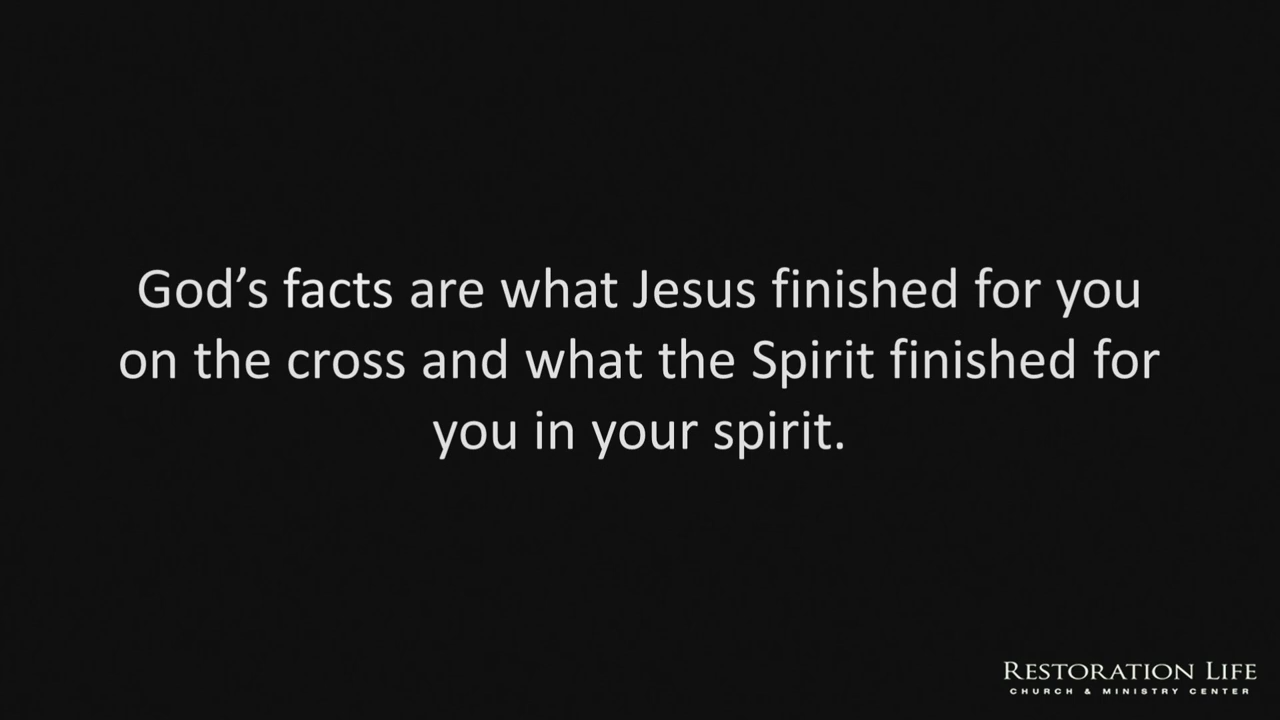 God’s facts are what Jesus finished for you
on the cross and what the Spirit finished for
you in your spirit.
RESTORATION LIFE
CHURCH & MINISTRY CENTER